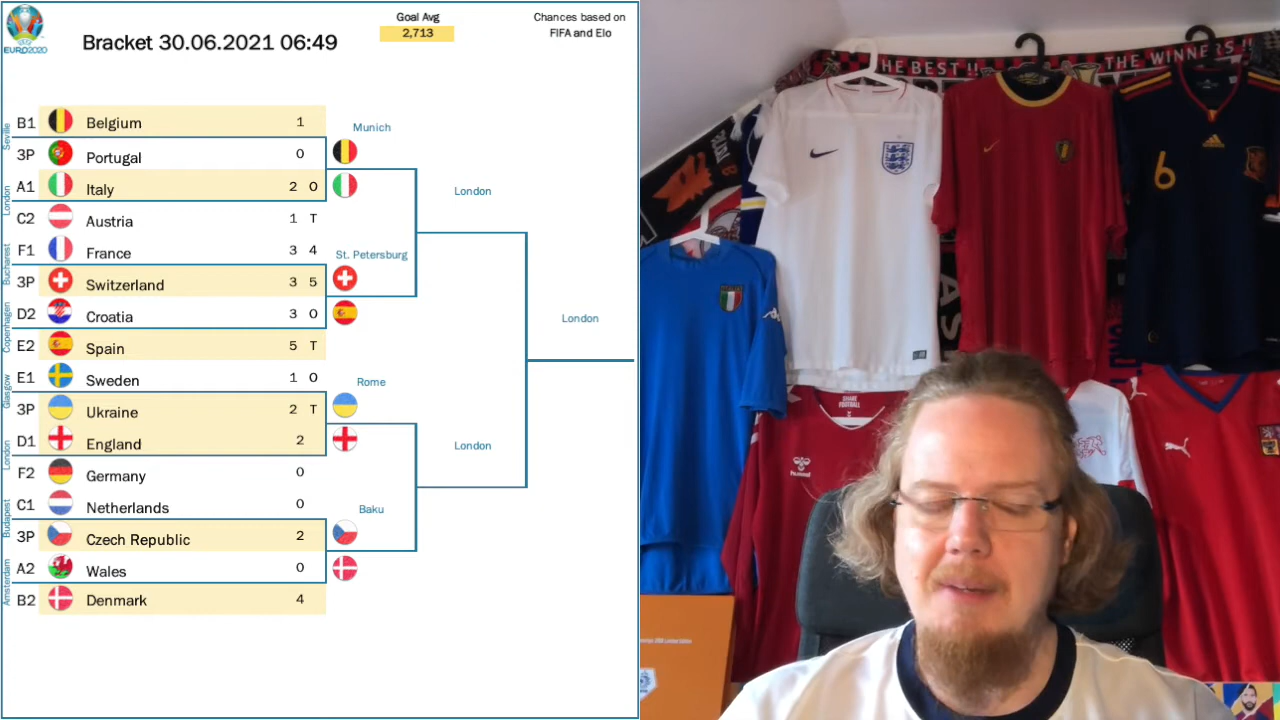 EURO2020
Bracket 30.06.2021 06:49
Goal Avg
2,713
Chances based on
FIFA and Elo
Seville
B1 Belgium 1
3P Portugal 0
London
A1 Italy 2 0
C2 Austria 1 T
Bucharest
F1 France 3 4
3P Switzerland 3 5
Copenhagen
D2 Croatia 3 0
E2 Spain 5 T
Glasgow
E1 Sweden 1 0
3P Ukraine 2 T
London
D1 England 2
F2 Germany 0
Budapest
C1 Netherlands 0
3P Czech Republic 2
Amsterdam
A2 Wales 0
B2 Denmark 4
Munich
St. Petersburg
Rome
Baku
London
London
London
THE BEST !!
THE WINNERS !!
6
SHARE
FOOTBALL
hummel